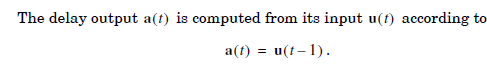 The delay output a(t) is computed from its input u(t) according to
a(t) = u(t – 1) .